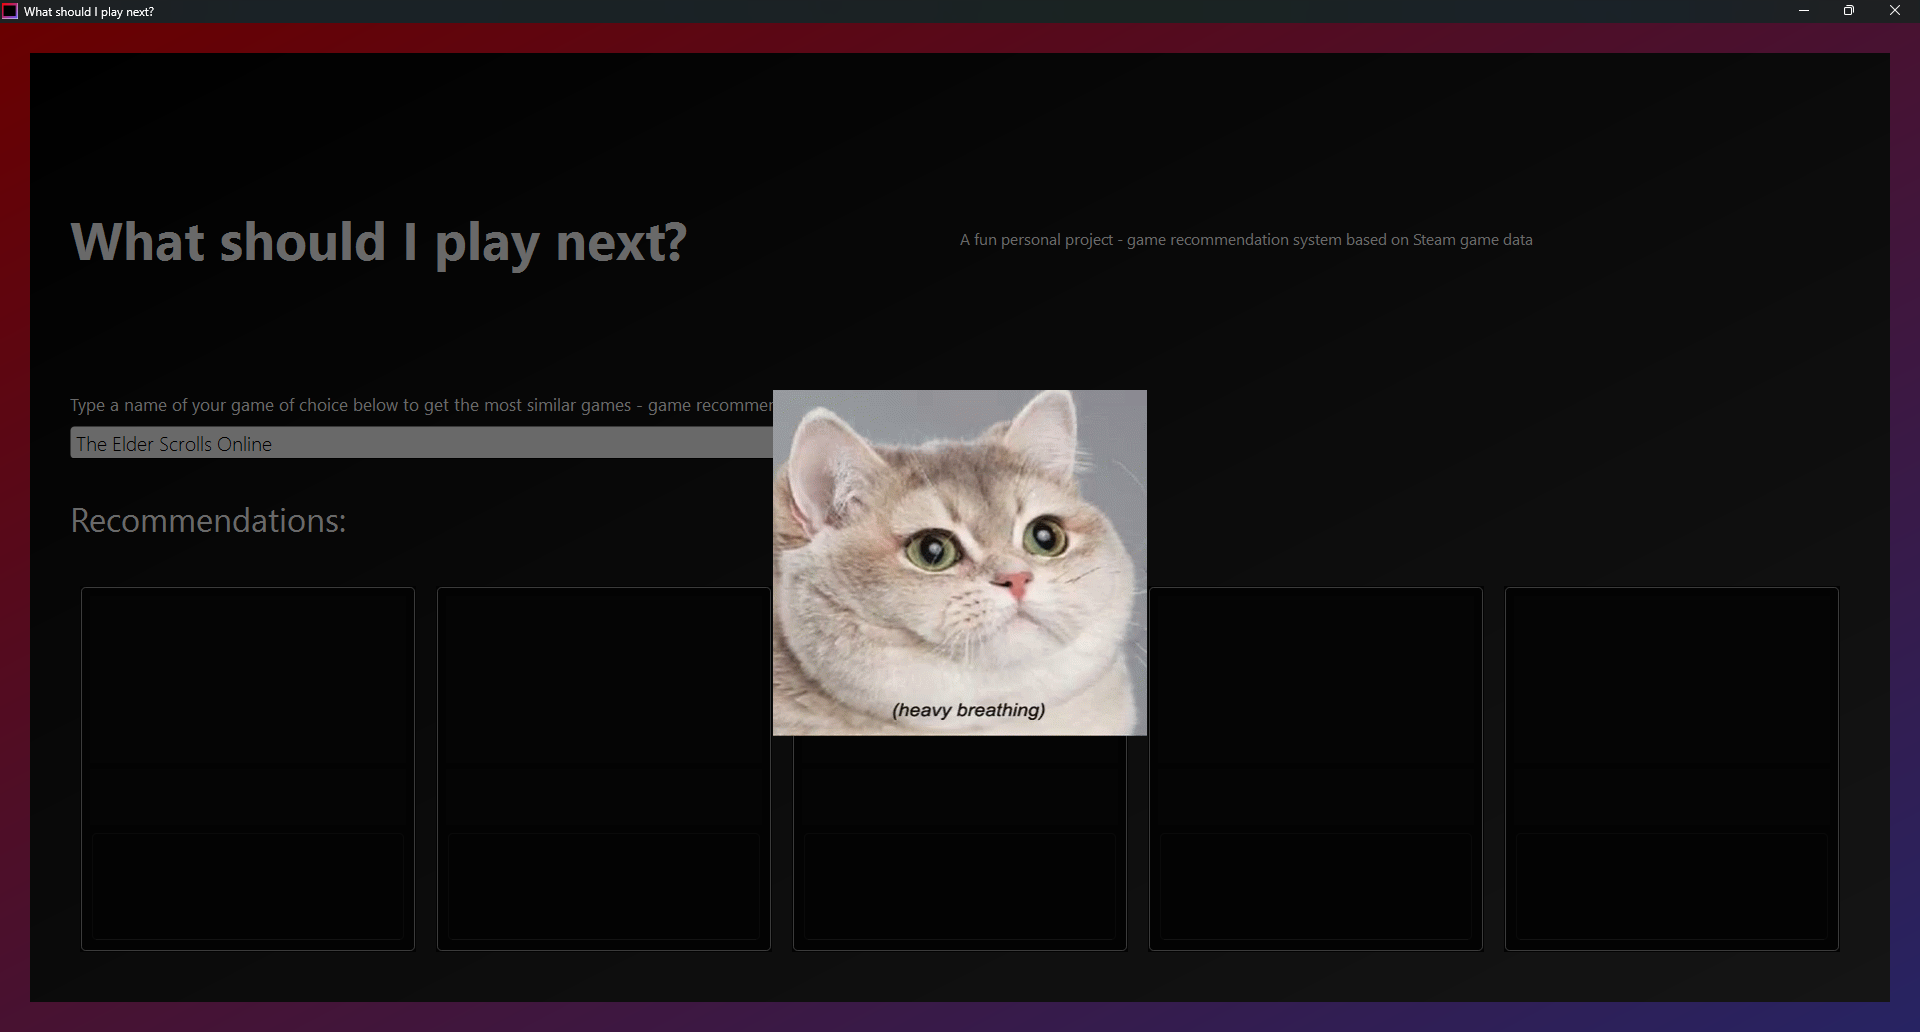 What should I play next?
What should I play next?
A fun personal project - game recommendation system based on Steam game data
Type a name of your game of choice below to get the most similar games - game
The Elder Scrolls Online
Recommendations:
(heavy breathing)